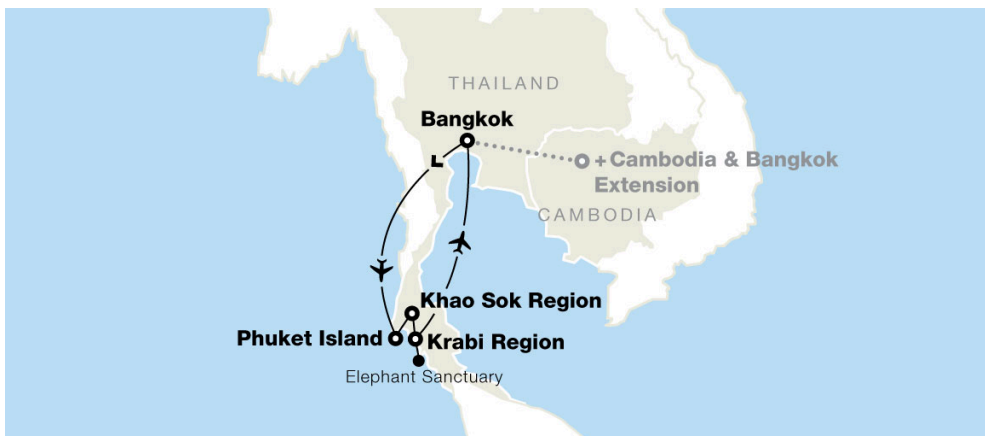 THAILAND
Bangkok
+Cambodia & Bangkok
Extension
CAMBODIA
Khao Sok Region
Phuket Island
Krabi Region
Elephant Sanctuary